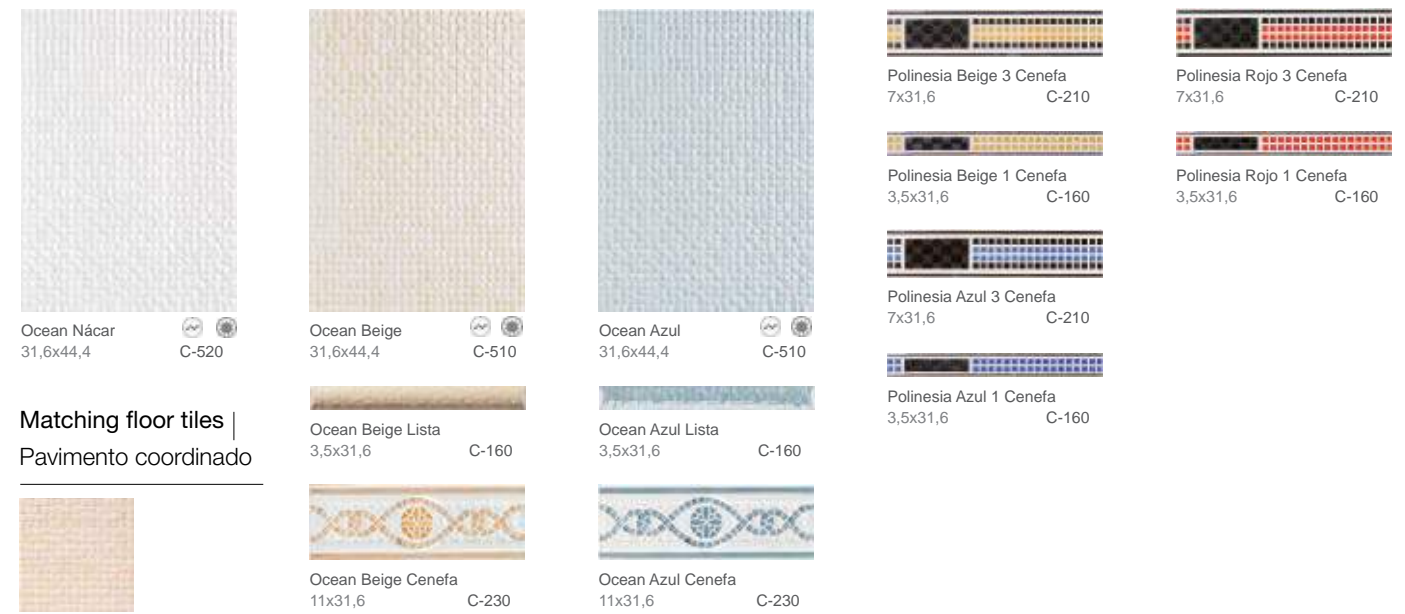 Ocean Nácar
31,6x44,4 C-520
Matching floor tiles |
Pavimento coordinado
Ocean Beige
31,6x44,4 C-510
Ocean Beige Lista
3,5x31,6 C-160
Ocean Beige Cenefa
11x31,6 C-230
Ocean Azul
31,6x44,4 C-510
Ocean Azul Lista
3,5x31,6 C-160
Ocean Azul Cenefa
11x31,6 C-230
Polinesia Beige 3 Cenefa
7x31,6 C-210
Polinesia Beige 1 Cenefa
3,5x31,6 C-160
Polinesia Azul 3 Cenefa
7x31,6 C-210
Polinesia Azul 1 Cenefa
3,5x31,6 C-160
Polinesia Rojo 3 Cenefa
7x31,6 C-210
Polinesia Rojo 1 Cenefa
3,5x31,6 C-160